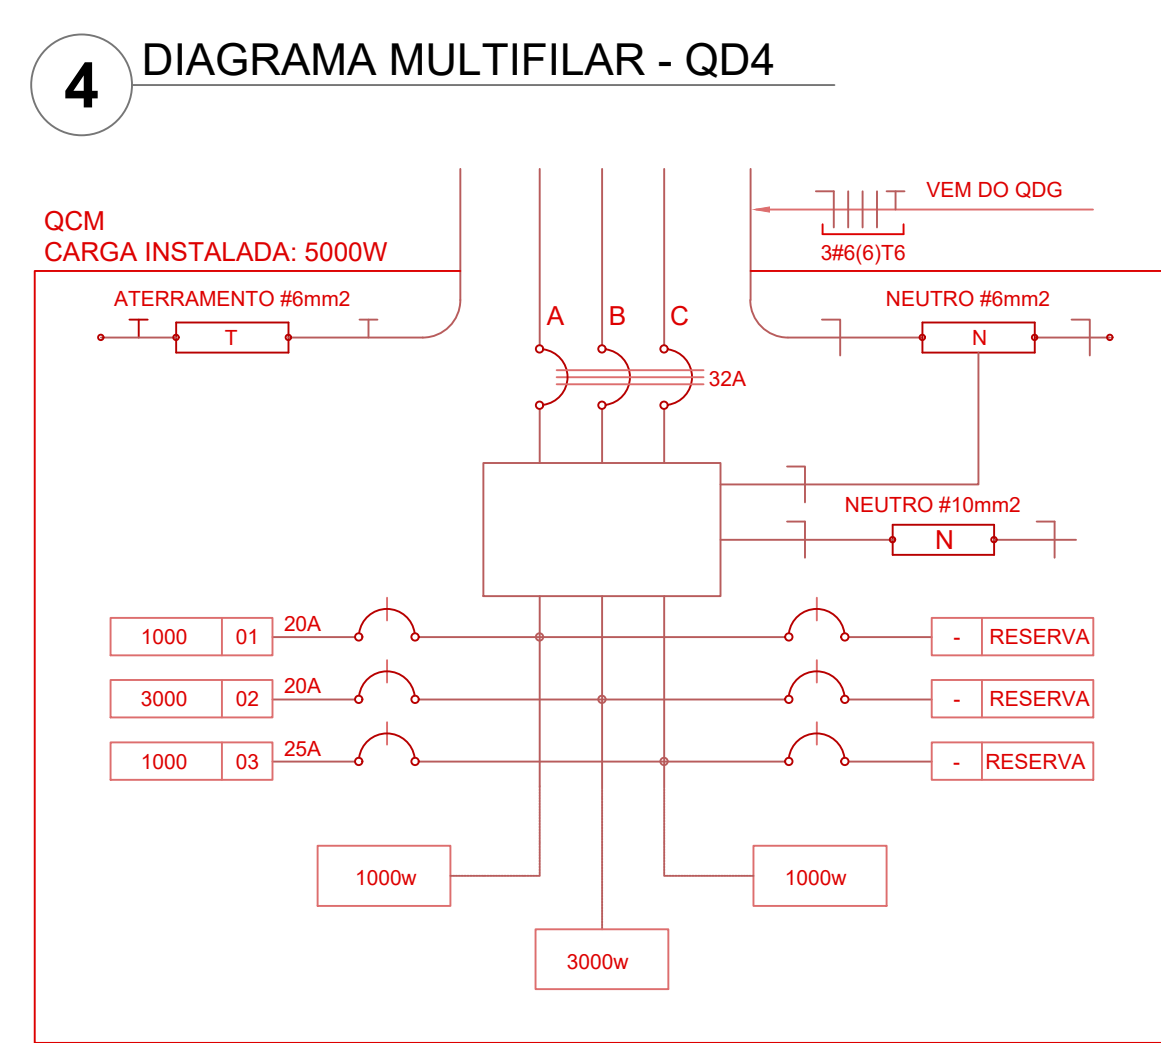 4
DIAGRAMA MULTIFILAR - QD4
VEM DO QDG
QCM
CARGA INSTALADA: 5000W
3#6(6)T6
ATERRAMENTO #6mm2
NEUTRO #6mm2
T
A B C
N
32A
NEUTRO #10mm2
N
1000 01 20A
- RESERVA
3000 02 20A
- RESERVA
1000 03 25A
- RESERVA
1000w
1000w
3000w